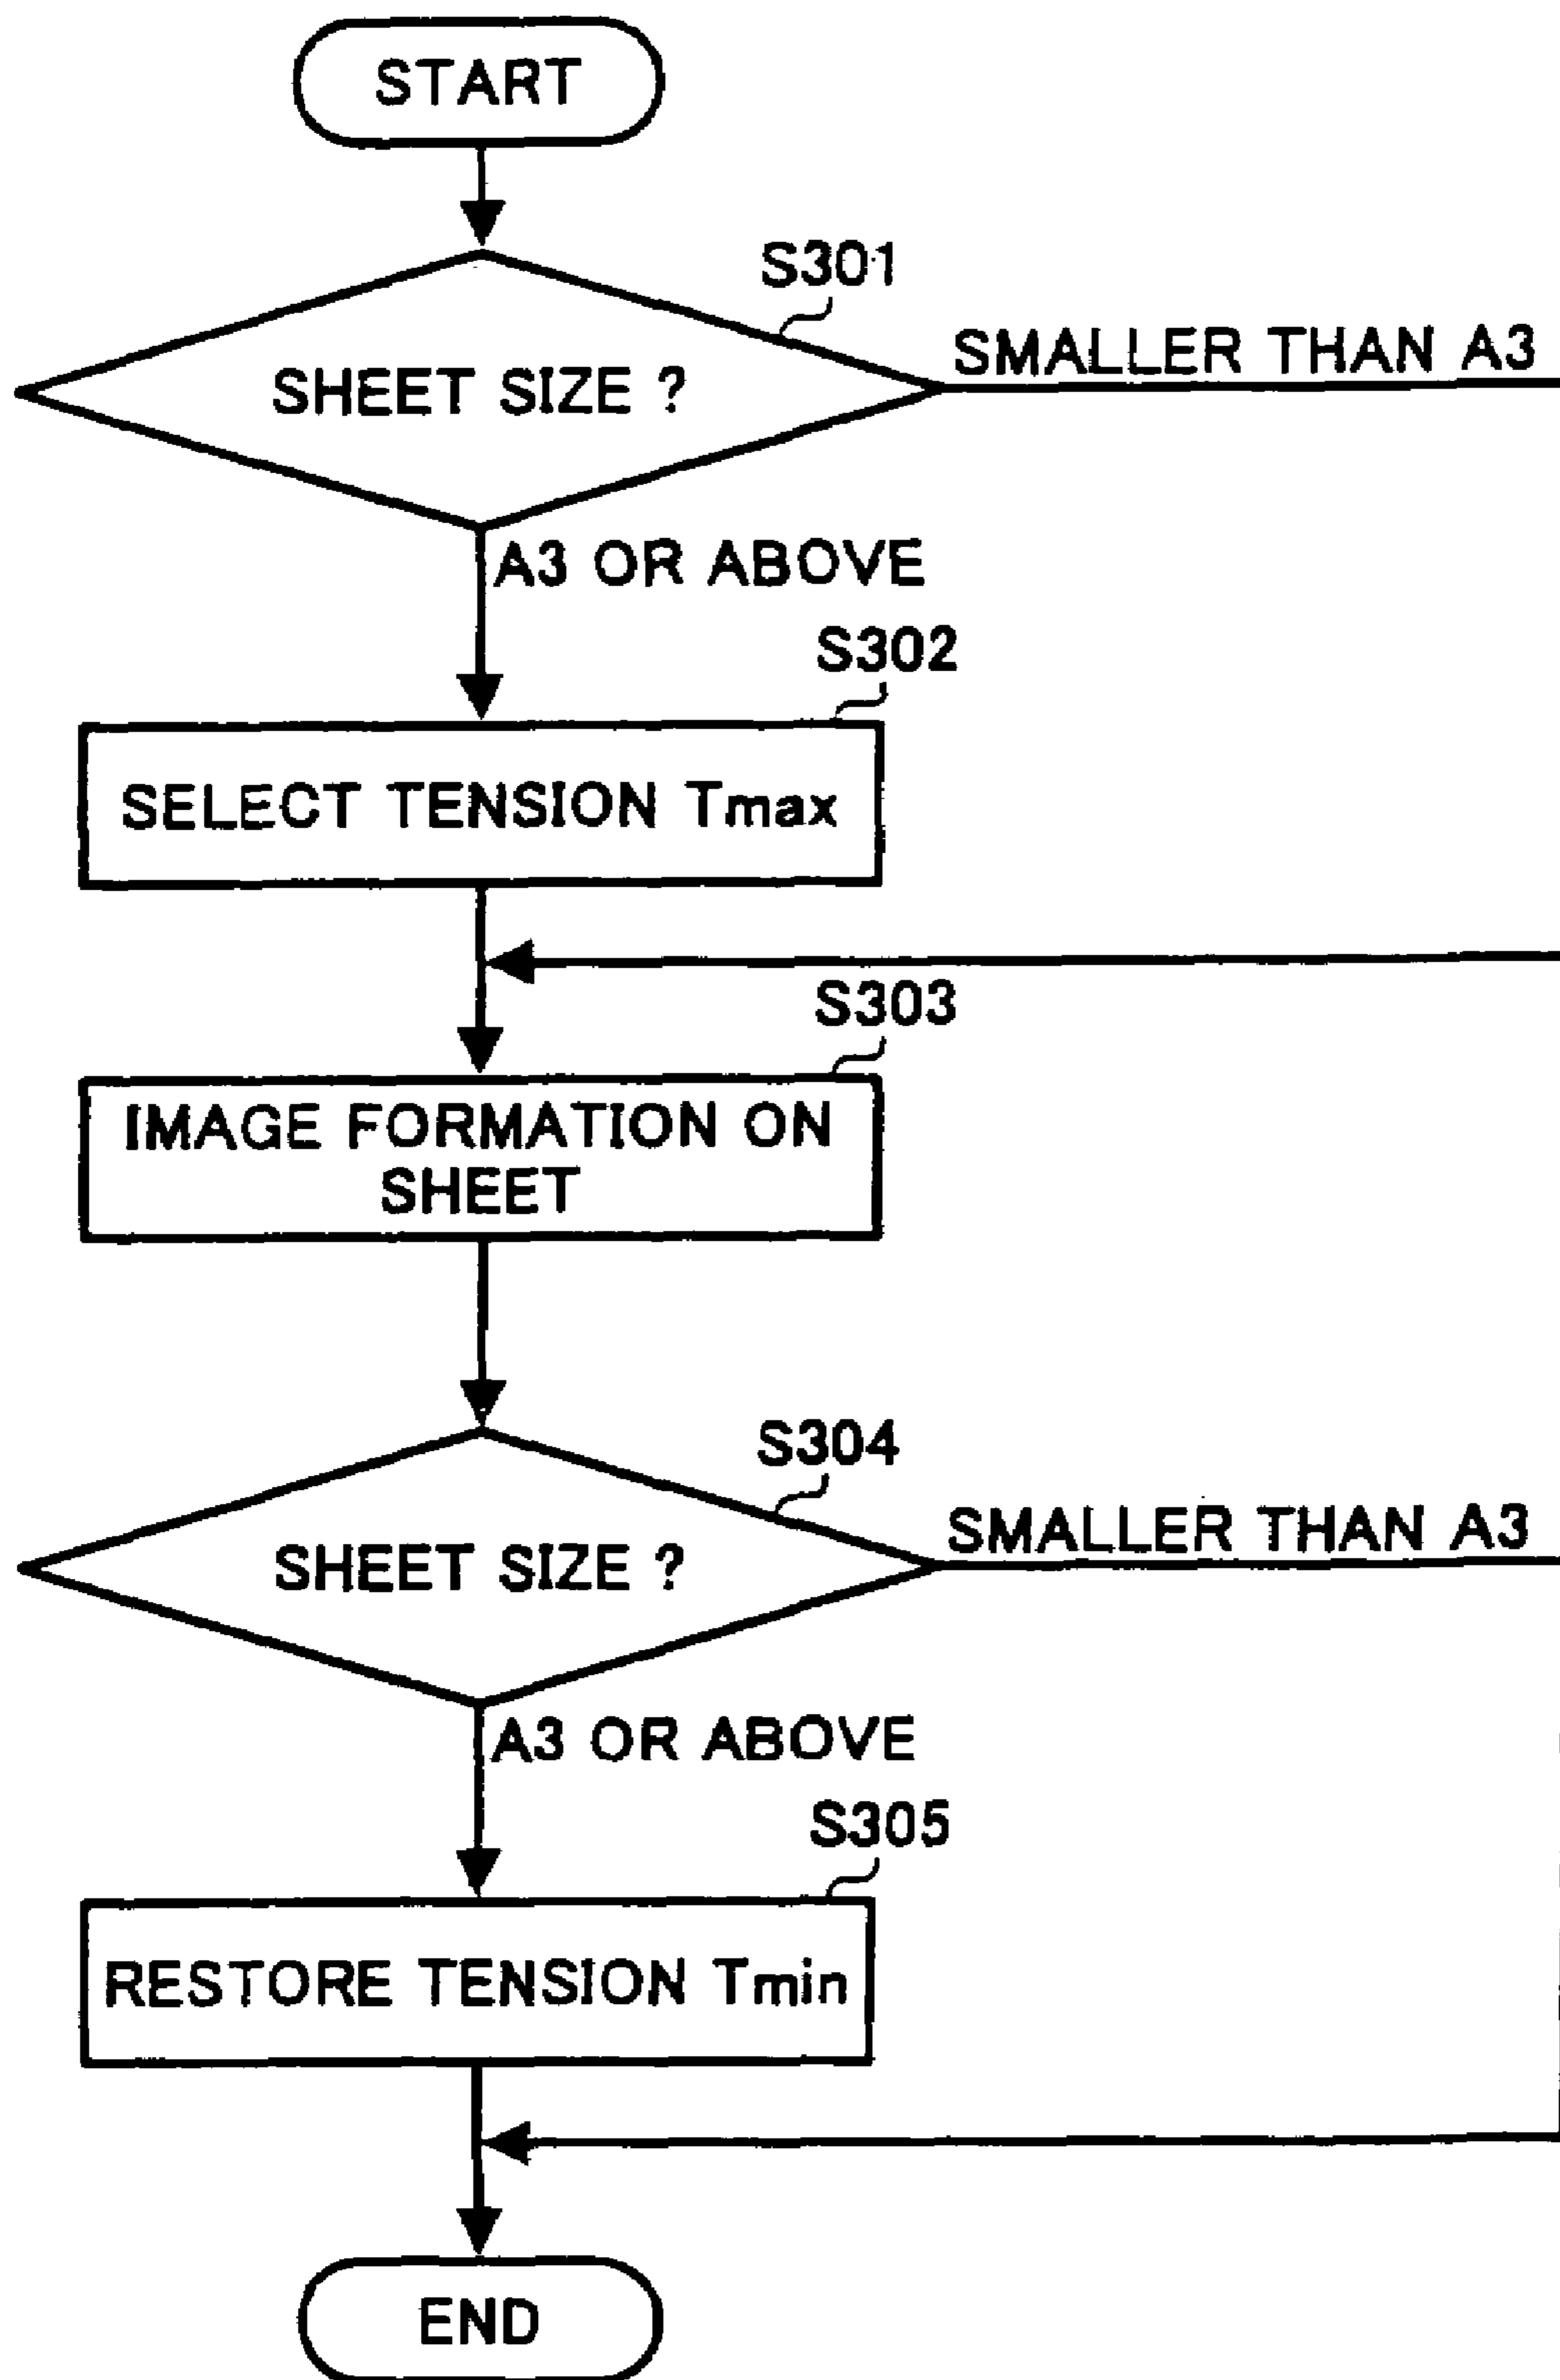 START
S301
SMALLER THAN A3
SHEET SIZE ?
A3 OR ABOVE
S302
SELECT TENSION Tmax
S303
IMAGE FORMATION ON
SHEET
S304
SMALLER THAN A3
SHEET SIZE ?
A3 OR ABOVE
S305
RESTORE TENSION Tmin
END